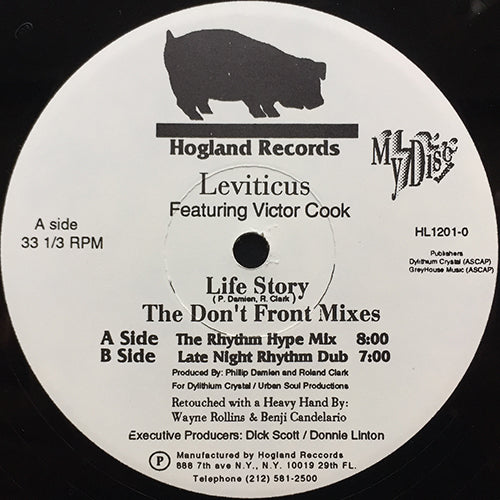 Hogland Records
My Disc
Leviticus
Featuring Victor Cook
A side
33 1/3 RPM
HL1201-0
Publishers
Dylithum Crystal (ASCAP)
GreyHouse Music (ASCAP)
Life Story
( P. Damien, R. Clark )
The Don't Front Mixes
A Side The Rhythm Hype Mix 8:00
B Side Late Night Rhythm Dub 7:00
Produced By: Phillip Damien and Roland Clark
For Dylithium Crystal / Urban Soul Productions
Retouched with a Heavy Hand By:
Wayne Rollins & Benji Candelario
Executive Producers: Dick Scott / Donnie Linton
P Manufactured by Hogland Reccords
888 7th ave N.Y., N.Y. 10019 29th FL.
Telephone (212) 581-2500